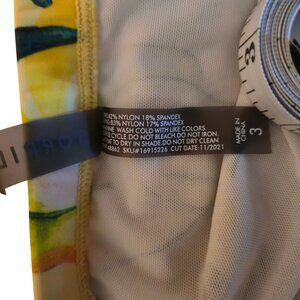 82% NYLON 18% SPANDEX
83% NYLON 17% SPANDEX
WASH COLD WITH LIKE COLORS.
CYCLE. DO NOT BLEACH. DO NOT IRON.
FLAT TO DRY IN SHADE. DO NOT DRY CLEAN
SKU#16915226 CUT DATE: 11/2021
MADE IN
CHINA
3
3